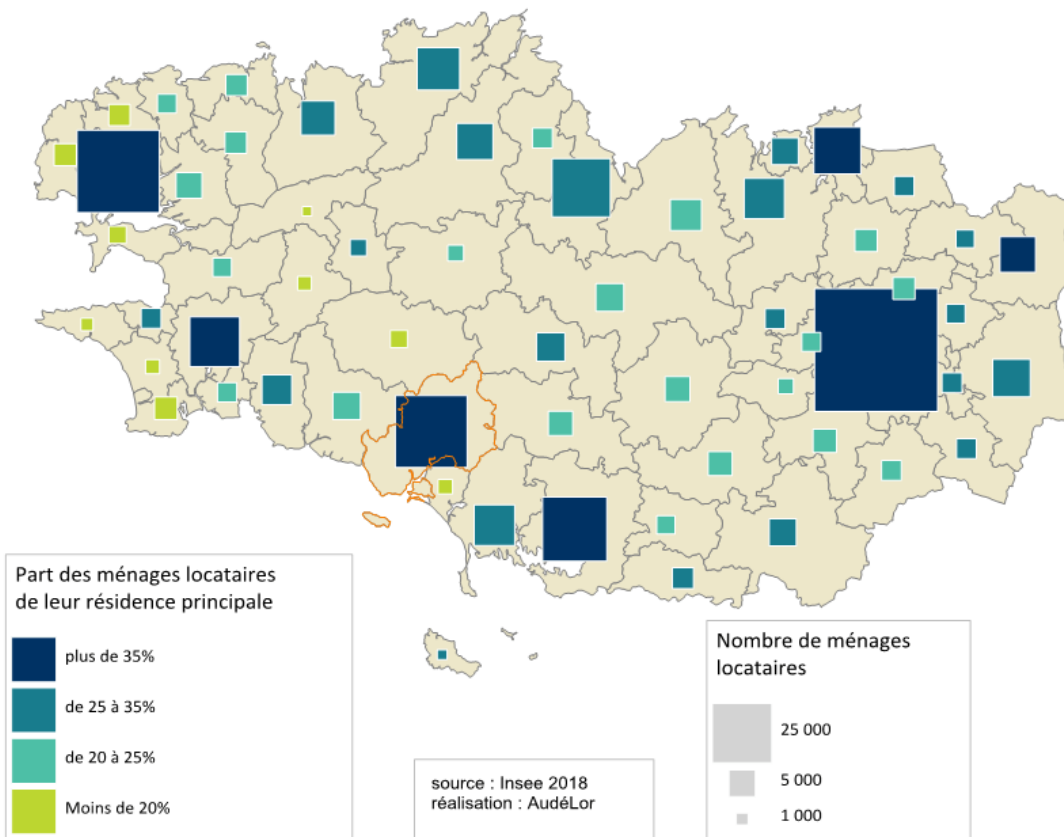 Part des ménages locataires
de leur résidence principale
plus de 35%
de 25 à 35%
de 20 à 25%
Moins de 20%
source : Insee 2018
réalisation : AudéLor
Nombre de ménages
locataires
25 000
5 000
1 000